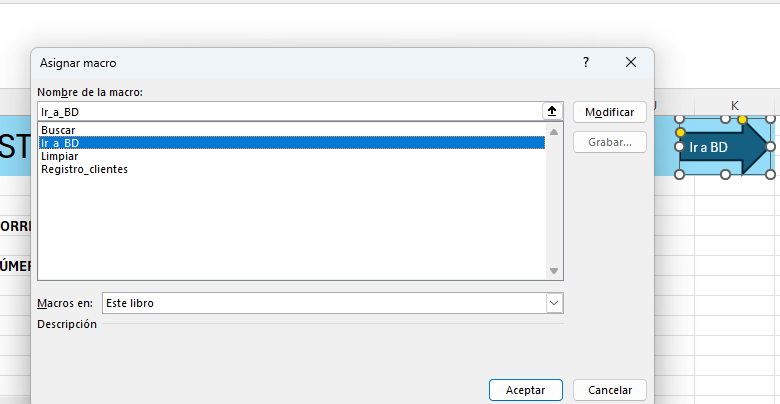 Asignar macro
?
Nombre de la macro:
Ir_a_BD
Modificar
Buscar
Ir_a_BD
Limpiar
Registro_clientes
Grabar...
Macros en:
Este libro
Descripción
Aceptar
Cancelar
K
Ir a BD
ST
ORRE
ÚMER